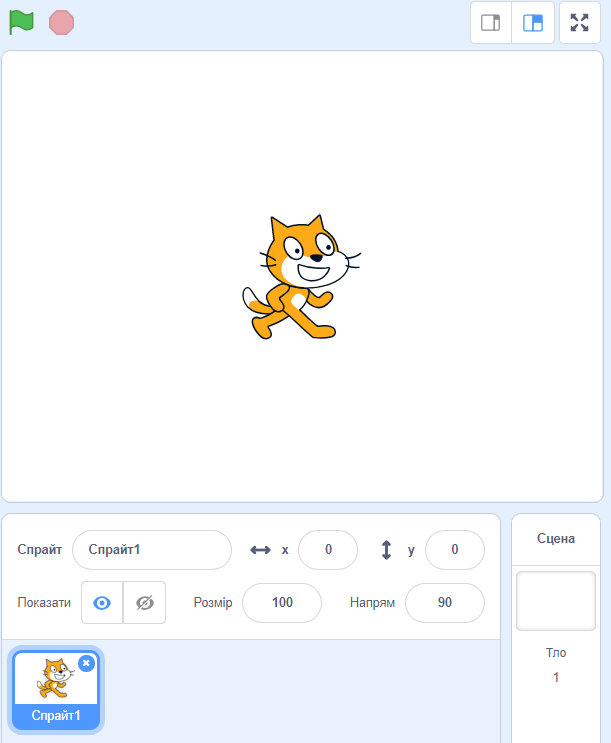 Спрайт Спрайт1 x 0 y 0
Показати Розмір 100 Напрям 90
Спрайт1
Сцена
Тло
1